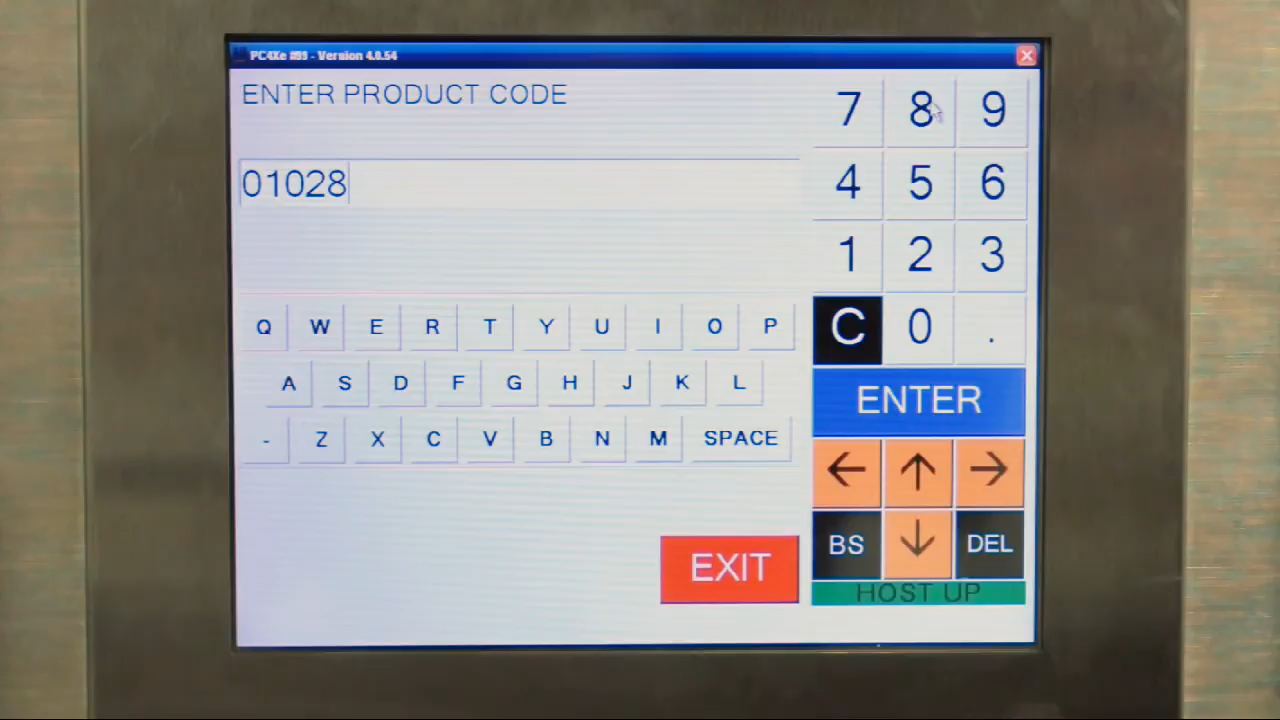 PC4Xe #99 - Version 4.0.54
ENTER PRODUCT CODE
01028
7 8 9
4 5 6
1 2 3
C 0 .
ENTER
← ↑ →
BS ↓ DEL
HOST UP
Q W E R T Y U I O P
A S D F G H J K L
- Z X C V B N M SPACE
EXIT